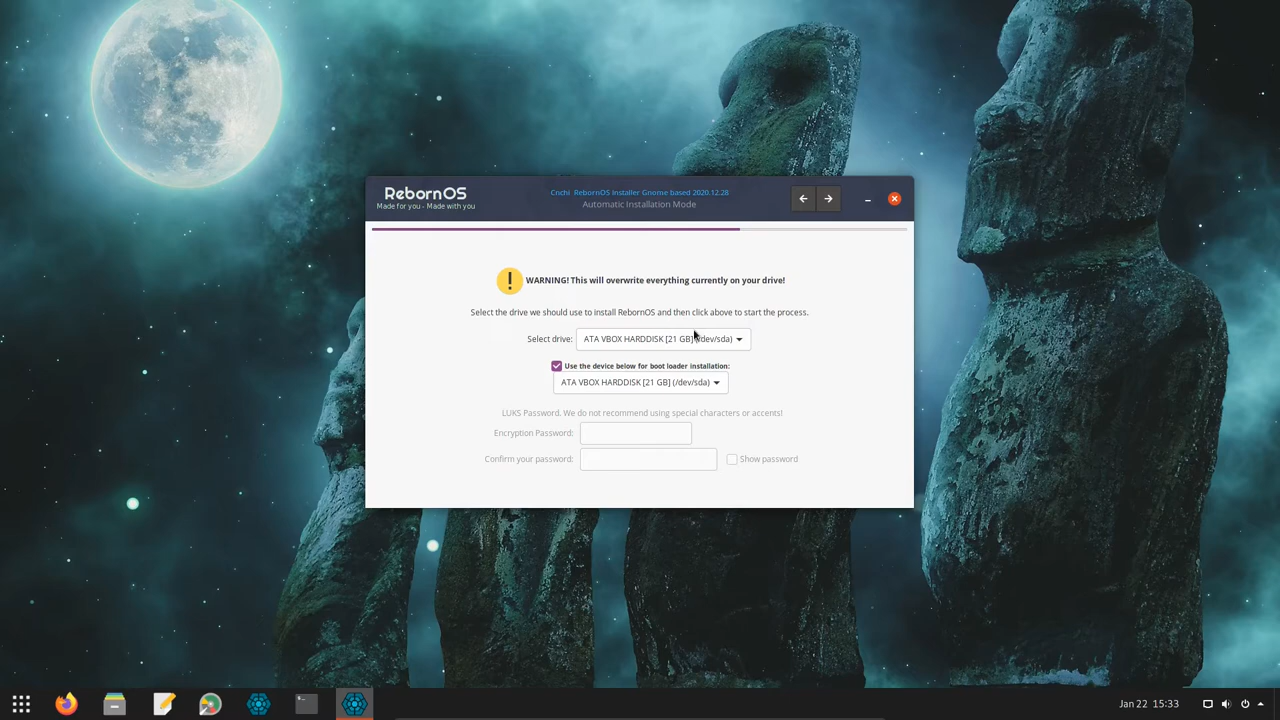 RebornOS
Made for you - Made with you
Cnchi RebornOS Installer Gnome based 2020.12.28
Automatic Installation Mode
WARNING! This will overwrite everything currently on your drive!
Select the drive we should use to install RebornOS and then click above to start the process.
Select drive: ATA VBOX HARDDISK [21 GB] (/dev/sda)
Use the device below for boot loader installation:
ATA VBOX HARDDISK [21 GB] (/dev/sda)
LUKS Password. We do not recommend using special characters or accents!
Encryption Password:
Confirm your password: Show password
Jan 22 15:33